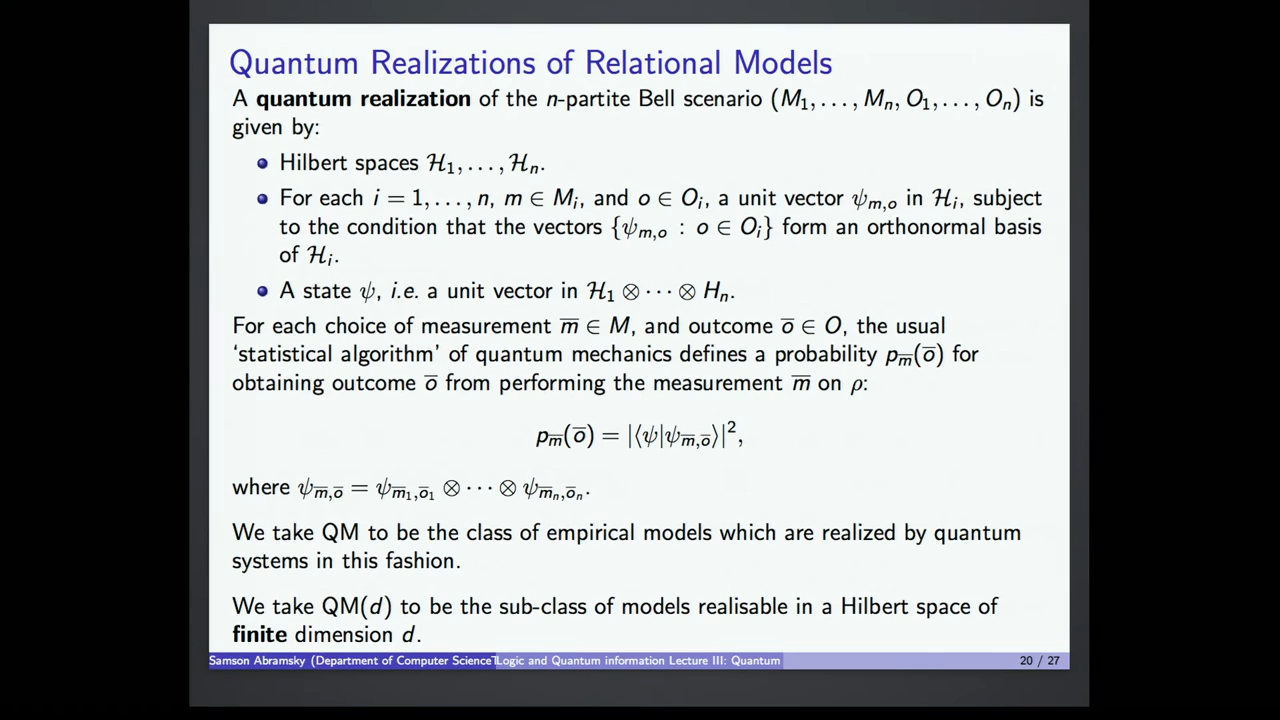 Quantum Realizations of Relational Models
A quantum realization of the n-partite Bell scenario (M₁, . . . , Mₙ, O₁, . . . , Oₙ) is
given by:
Hilbert spaces ℋ₁, . . . , ℋₙ.
For each i = 1, . . . , n, m ∈ Mᵢ, and o ∈ Oᵢ, a unit vector ψ_{m,o} in ℋᵢ, subject
to the condition that the vectors {ψ_{m,o} : o ∈ Oᵢ} form an orthonormal basis
of ℋᵢ.
A state ψ, i.e. a unit vector in ℋ₁ ⊗ · · · ⊗ Hₙ.
For each choice of measurement m̅ ∈ M, and outcome o̅ ∈ O, the usual
‘statistical algorithm’ of quantum mechanics defines a probability p_{m̅}(o̅) for
obtaining outcome o̅ from performing the measurement m̅ on ρ:
p_{m̅}(o̅) = |⟨ψ|ψ_{m̅,o̅}⟩|²,
where ψ_{m̅,o̅} = ψ_{m̅₁,o̅₁} ⊗ · · · ⊗ ψ_{m̅ₙ,o̅ₙ}.
We take QM to be the class of empirical models which are realized by quantum
systems in this fashion.
We take QM(d) to be the sub-class of models realisable in a Hilbert space of
finite dimension d.
Samson Abramsky (Department of Computer Science Logic and Quantum information Lecture III: Quantum 20 / 27